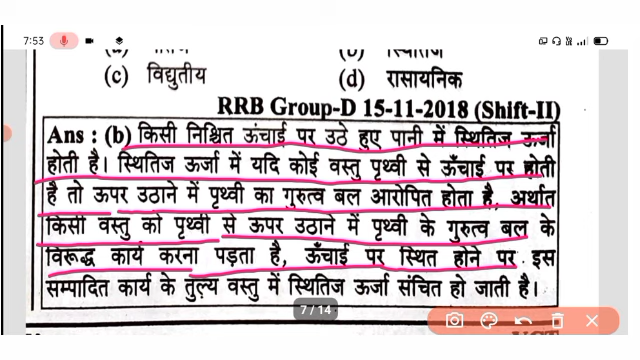 7:53
(b) स्थितिज
(c) विद्युतीय (d) रासायनिक
RRB Group-D 15-11-2018 (Shift-II)
Ans : (b) किसी निश्चित ऊंचाई पर उठे हुए पानी में स्थितिज ऊर्जा
होती है। स्थितिज ऊर्जा में यदि कोई वस्तु पृथ्वी से ऊँचाई पर होती
है तो ऊपर उठाने में पृथ्वी का गुरुत्व बल आरोपित होता है, अर्थात
किसी वस्तु को पृथ्वी से ऊपर उठाने में पृथ्वी के गुरुत्व बल के
विरूद्ध कार्य करना पड़ता है, ऊँचाई पर स्थित होने पर इस
सम्पादित कार्य के तुल्य वस्तु में स्थितिज ऊर्जा संचित हो जाती है।
7 / 14